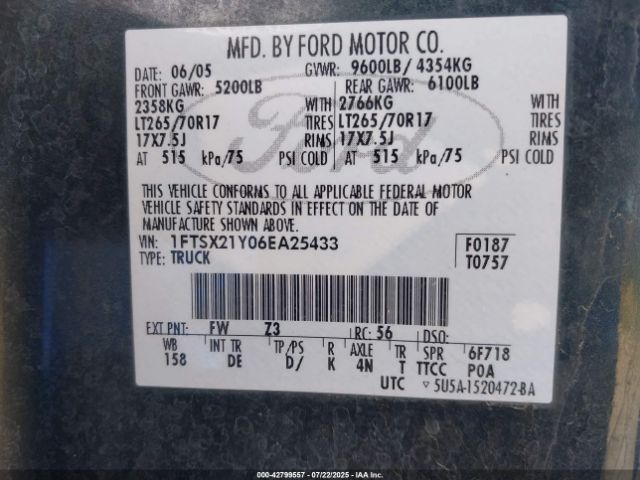 MFD. BY FORD MOTOR CO.
DATE: 06/05 GVWR: 9600LB/ 4354KG
FRONT GAWR: 5200LB REAR GAWR: 6100LB
2358KG WITH 2766KG WITH
LT265/70R17 TIRES LT265/70R17 TIRES
17X7.5J RIMS 17X7.5J RIMS
AT 515 kPa/75 PSI COLD AT 515 kPa/75 PSI COLD
Ford
THIS VEHICLE CONFORMS TO ALL APPLICABLE FEDERAL MOTOR
VEHICLE SAFETY STANDARDS IN EFFECT ON THE DATE OF
MANUFACTURE SHOWN ABOVE.
VIN: 1FTSX21Y06EA25433 F0187
TYPE: TRUCK T0757
EXT PNT: FW Z3 RC: 56 DSO:
WB INT TR TP/PS R AXLE TR SPR 6F718
158 DE D/ K 4N T TTCC P0A
UTC ▽ 5U5A-1520472-BA
000-42799557 - 07/22/2025 - IAA Inc.